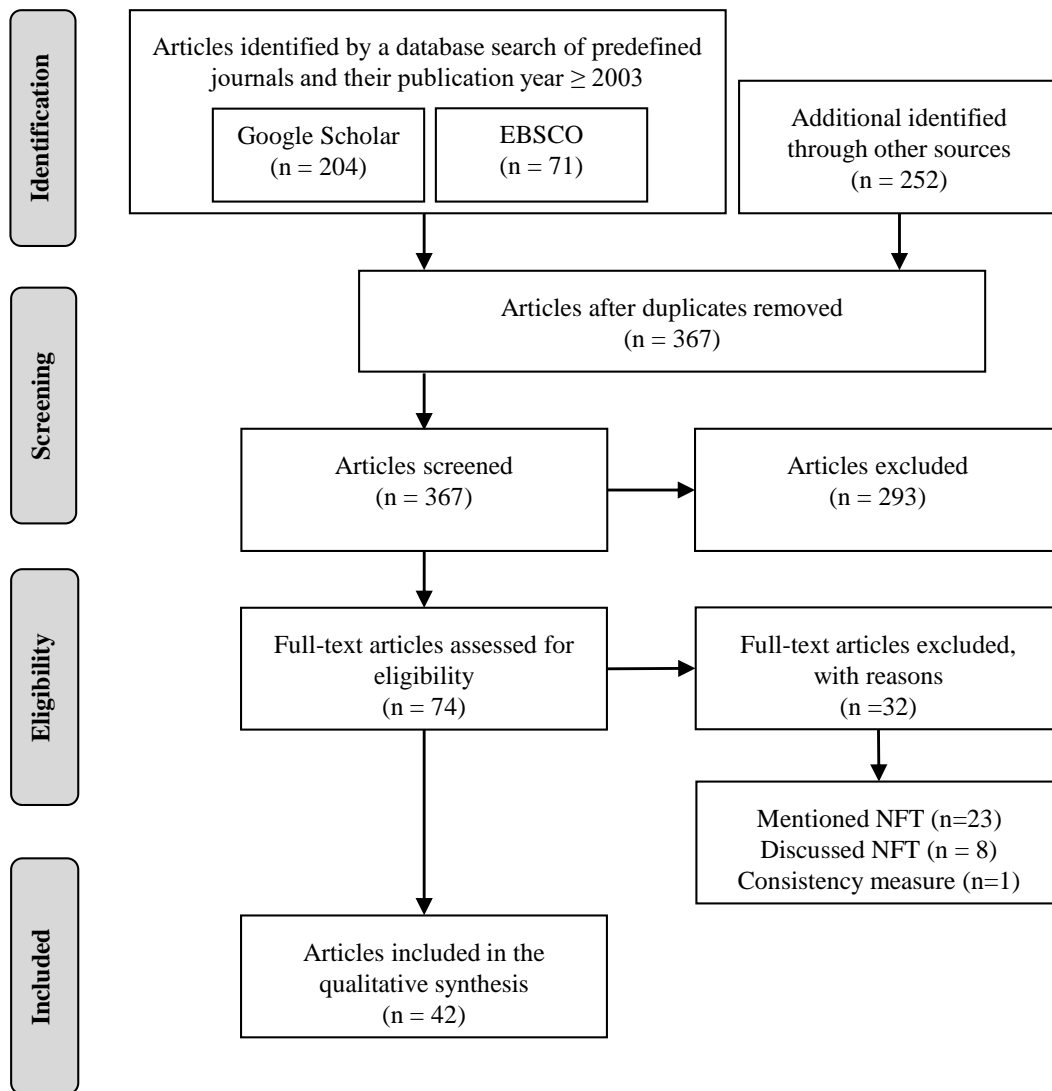 Identification
Articles identified by a database search of predefined
journals and their publication year ≥ 2003
Google Scholar
(n = 204)
EBSCO
(n = 71)
Additional identified
through other sources
(n = 252)
Screening
Articles after duplicates removed
(n = 367)
Articles screened
(n = 367)
Articles excluded
(n = 293)
Eligibility
Full-text articles assessed for
eligibility
(n = 74)
Full-text articles excluded,
with reasons
(n =32)
Mentioned NFT (n=23)
Discussed NFT (n = 8)
Consistency measure (n=1)
Included
Articles included in the
qualitative synthesis
(n = 42)